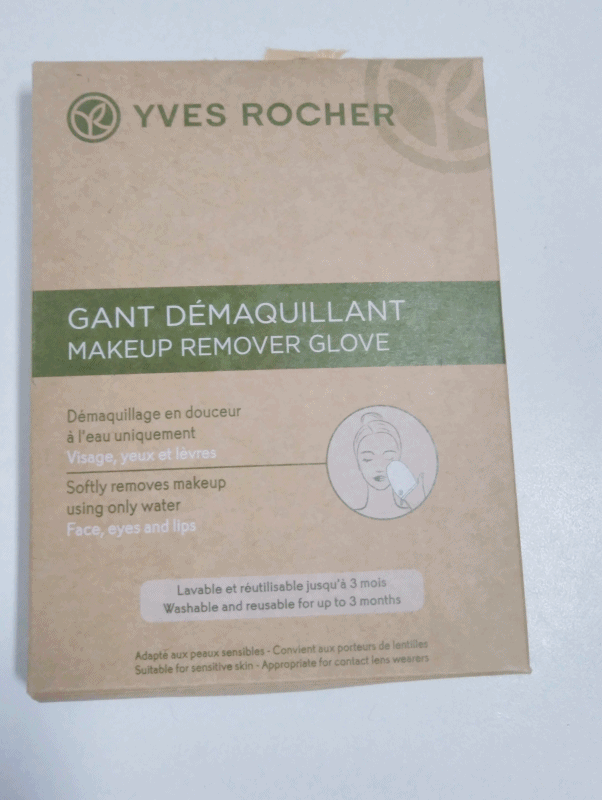 YVES ROCHER
GANT DÉMAQUILLANT
MAKEUP REMOVER GLOVE
Démaquillage en douceur
à l'eau uniquement
Visage, yeux et lèvres
Softly removes makeup
using only water
Face, eyes and lips
Lavable et réutilisable jusqu'à 3 mois
Washable and reusable for up to 3 months
Adapté aux peaux sensibles - Convient aux porteurs de lentilles
Suitable for sensitive skin - Appropriate for contact lens wearers